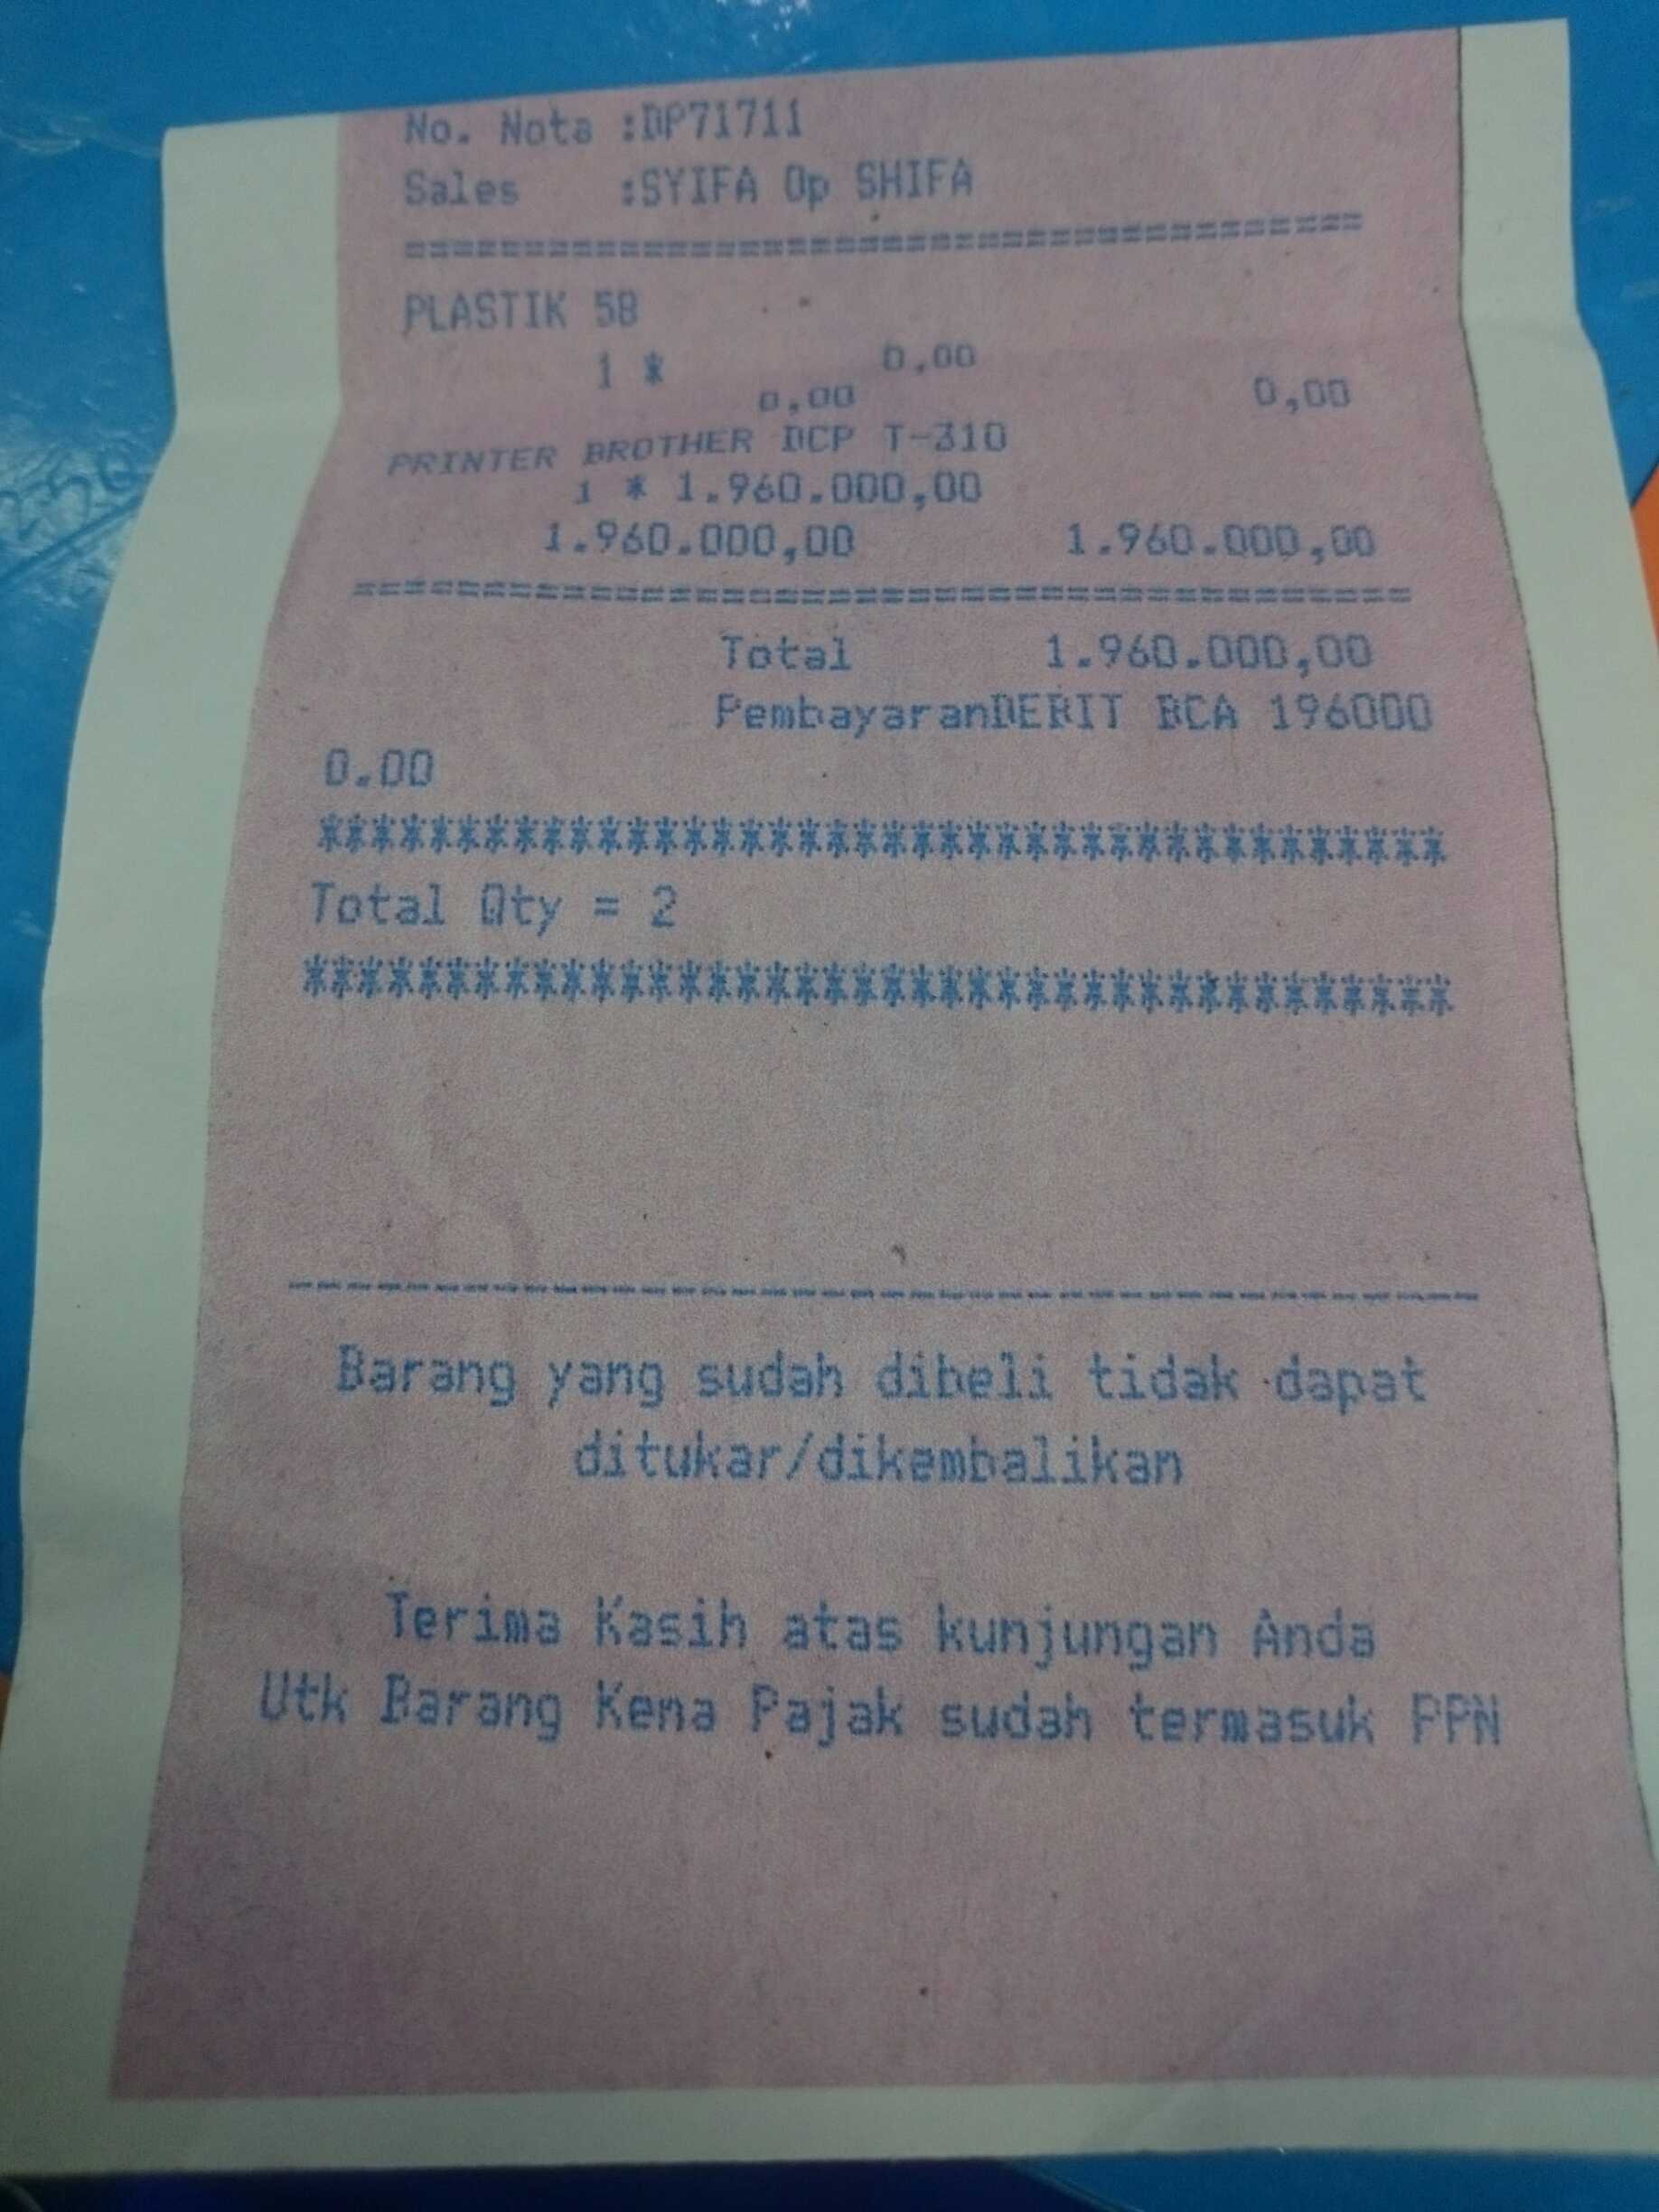 No. Nota :DP71711
Sales :SYIFA Op SHIFA
========================================
PLASTIK 5B
1 * 0,00
0,00 0,00
PRINTER BROTHER DCP T-310
1 * 1.960.000,00
1.960.000,00 1.960.000,00
========================================
Total 1.960.000,00
PembayaranDEBIT BCA 196000
0.00
****************************************
Total Qty = 2
****************************************
----------------------------------------
Barang yang sudah dibeli tidak dapat
ditukar/dikembalikan
Terima Kasih atas kunjungan Anda
Utk Barang Kena Pajak sudah termasuk PPN